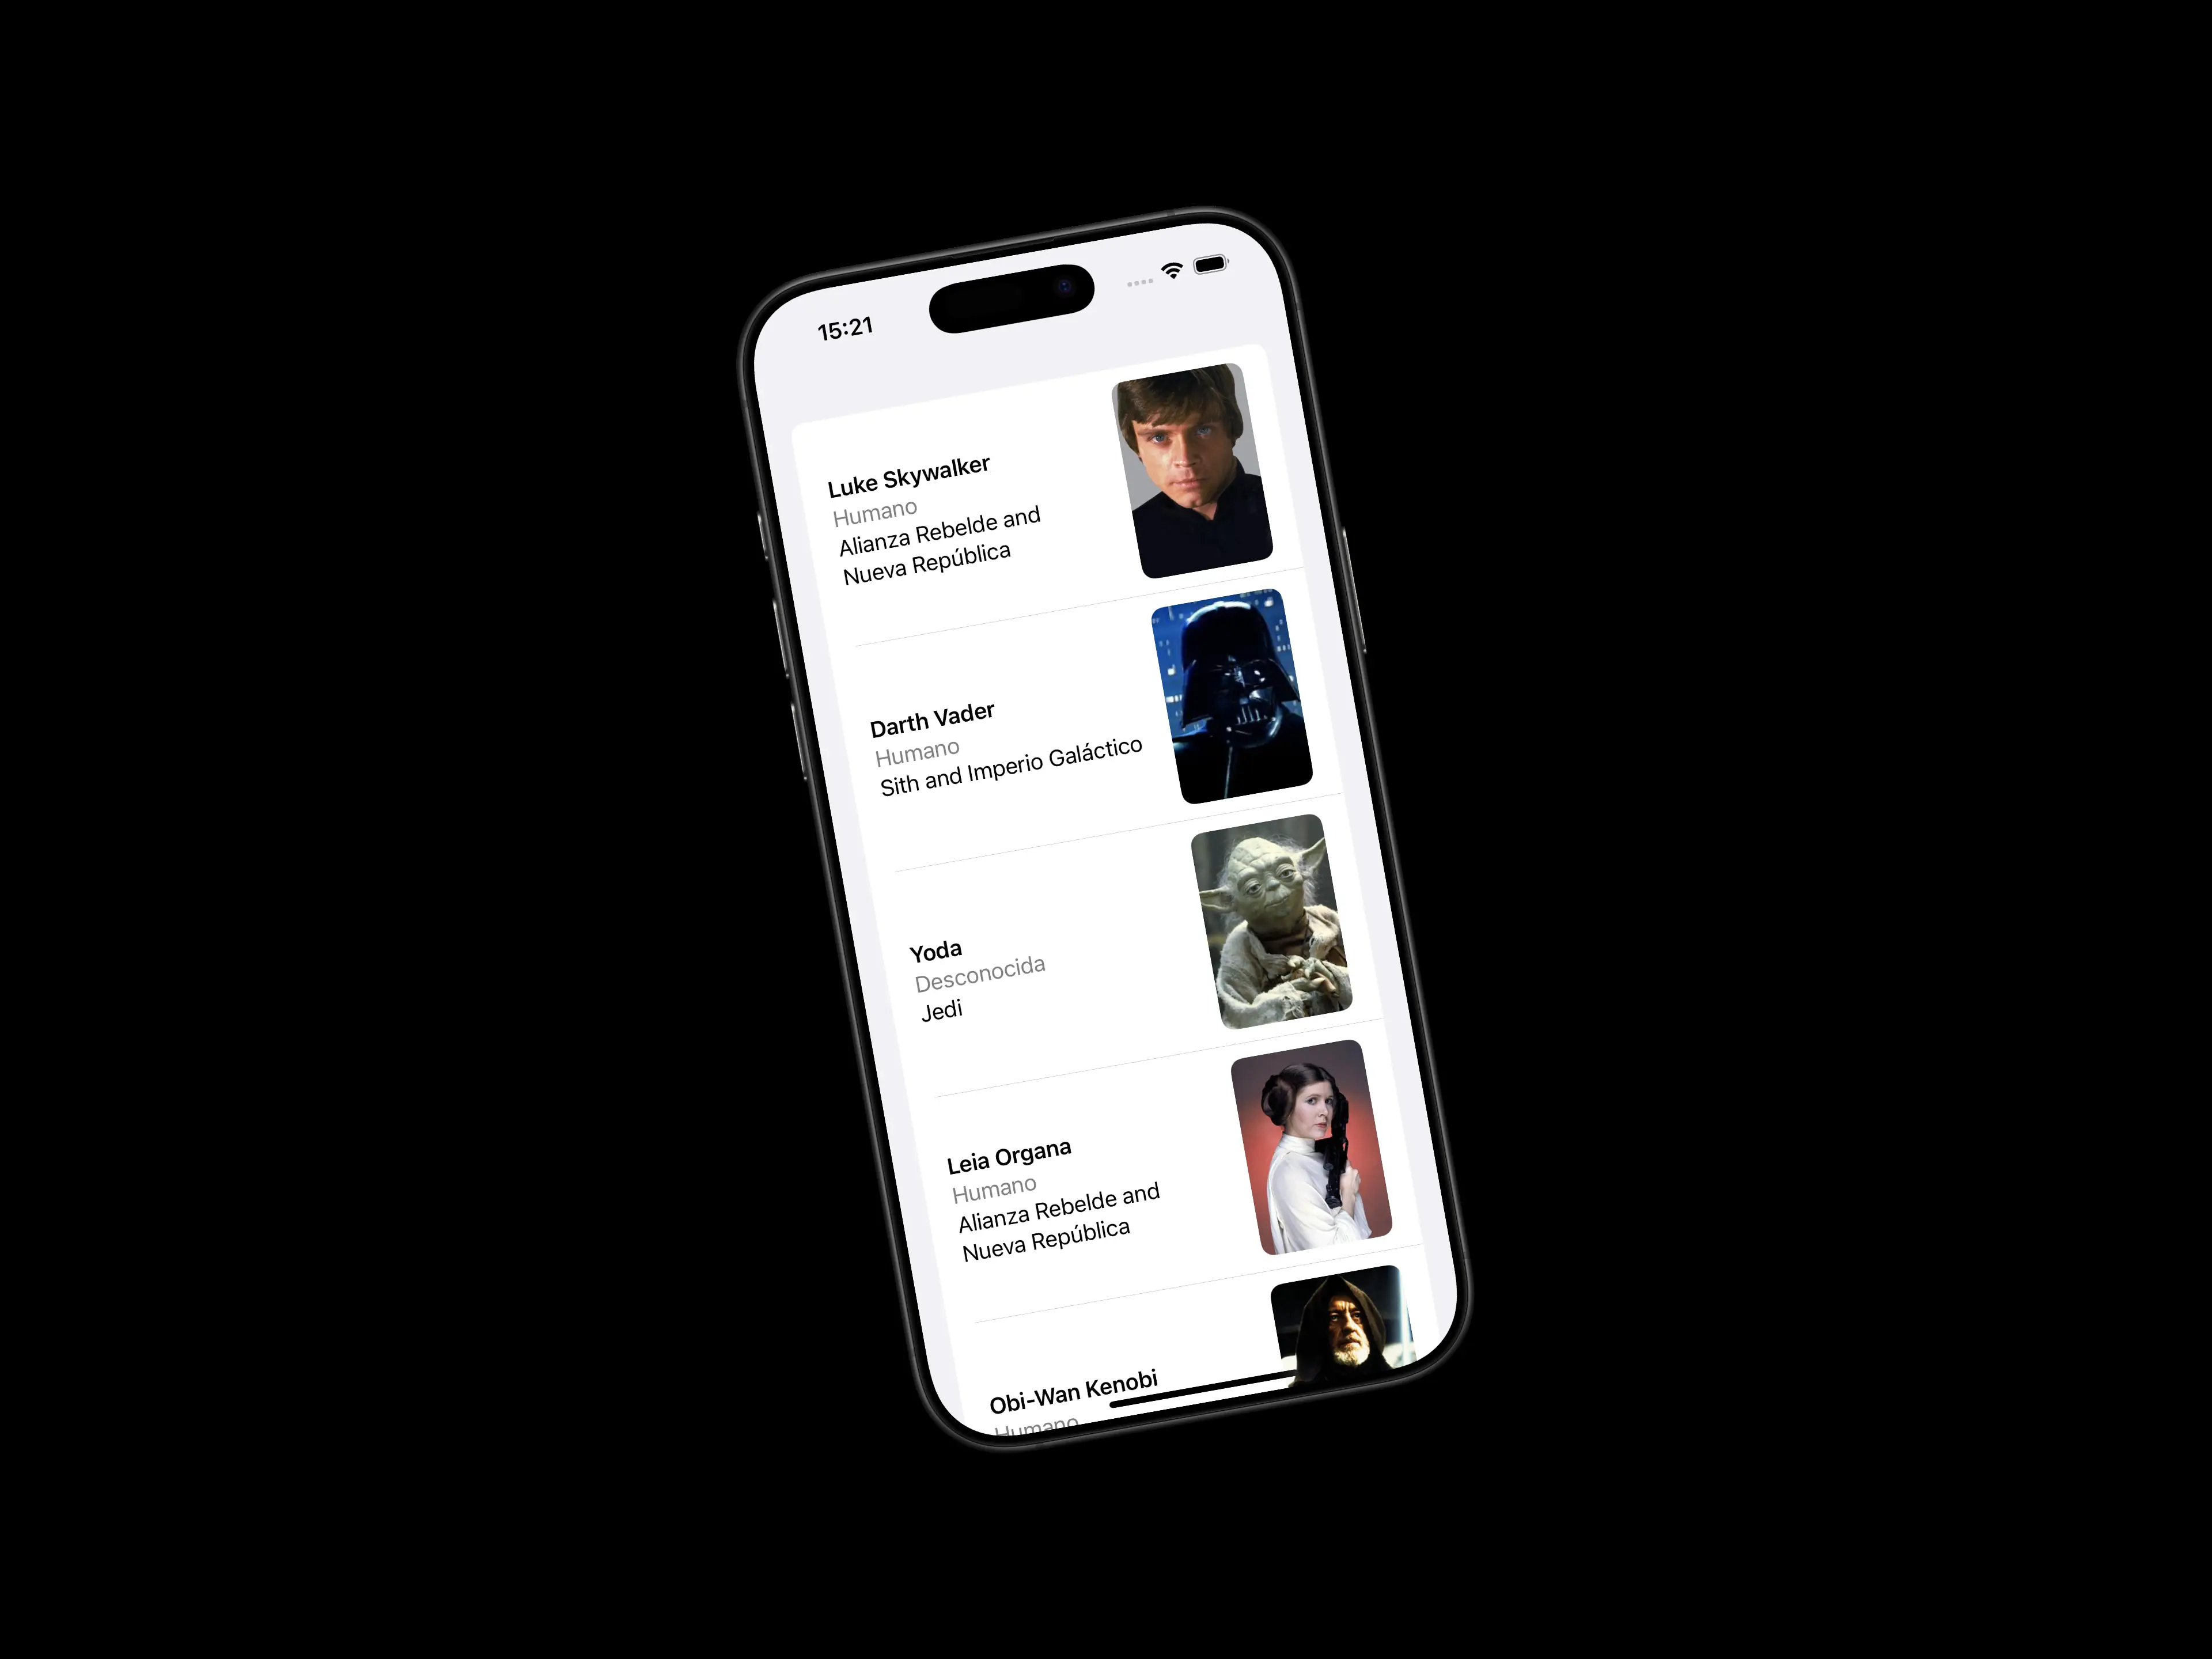 15:21
Luke Skywalker
Humano
Alianza Rebelde and
Nueva República
Darth Vader
Humano
Sith and Imperio Galáctico
Yoda
Desconocida
Jedi
Leia Organa
Humano
Alianza Rebelde and
Nueva República
Obi-Wan Kenobi
Humano